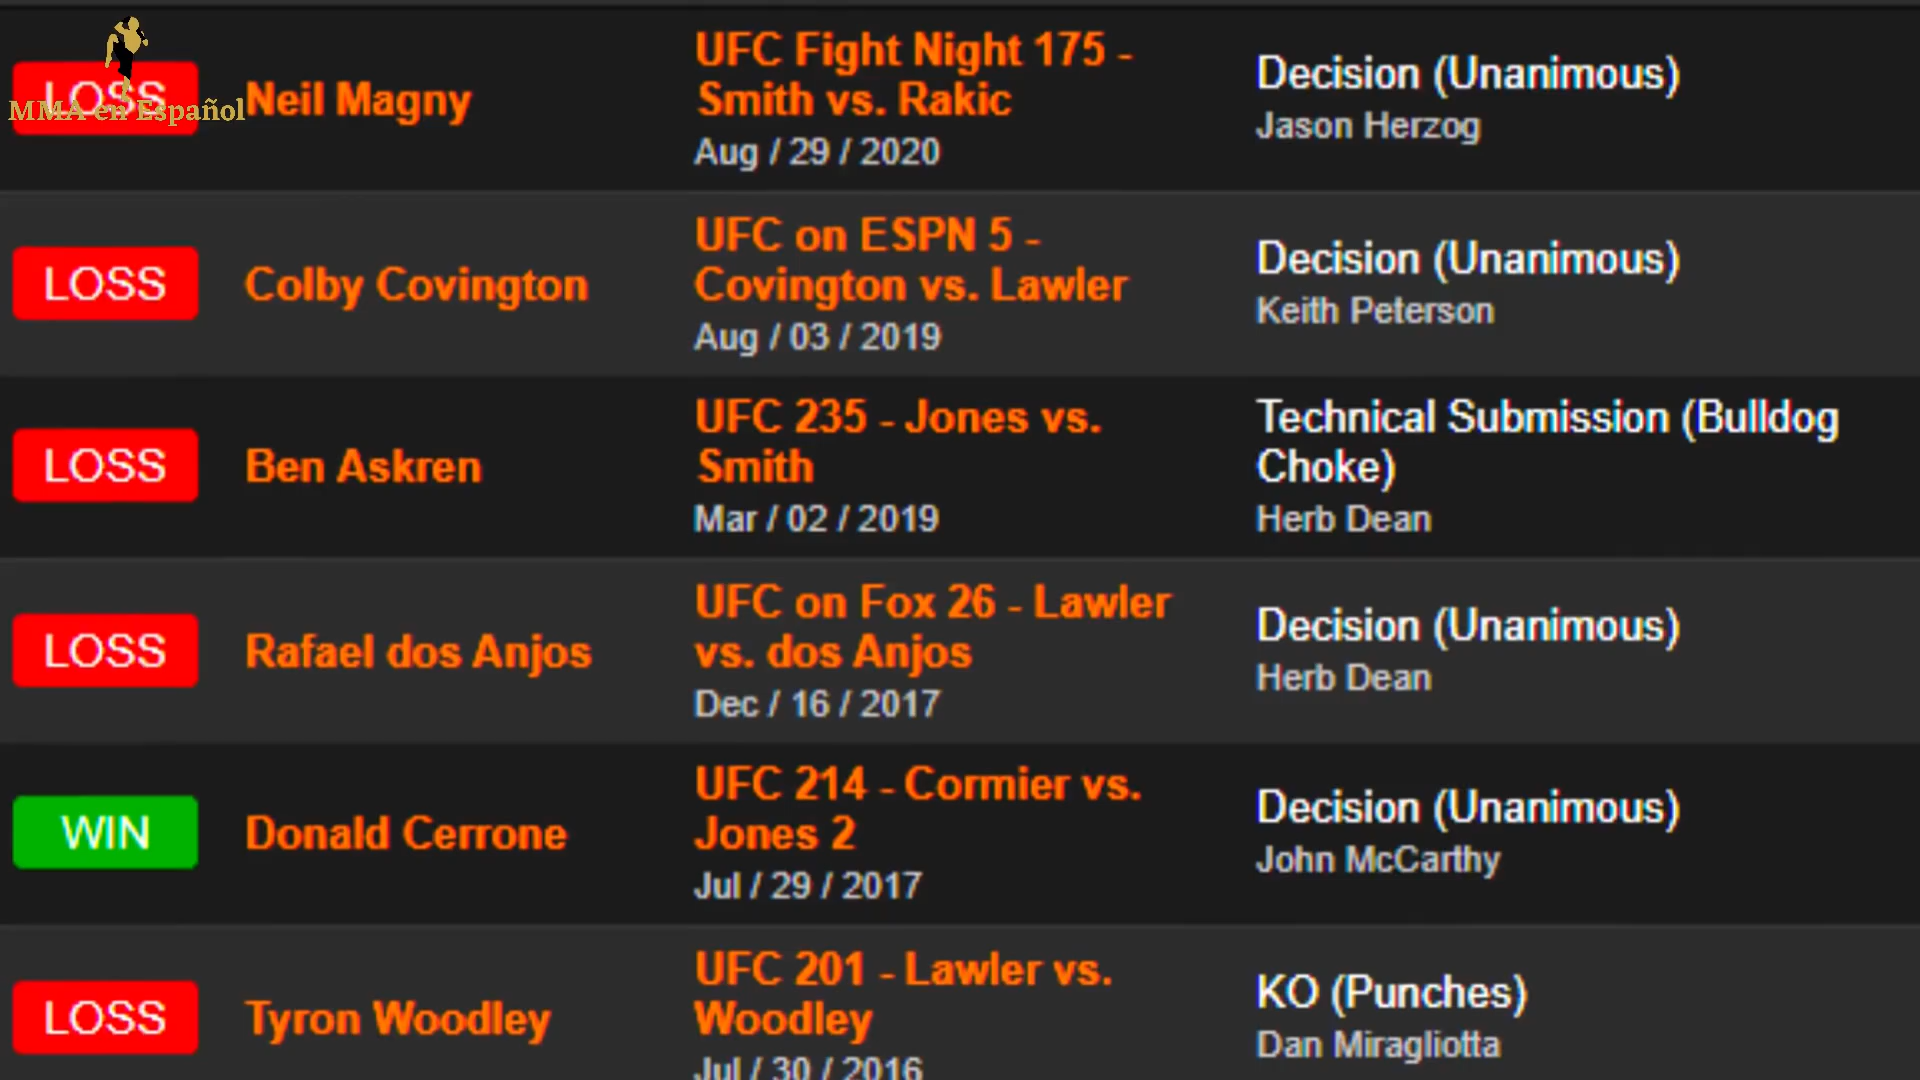 LOSS
MMA en Español
Neil Magny
UFC Fight Night 175 -
Smith vs. Rakic
Aug / 29 / 2020
Decision (Unanimous)
Jason Herzog
LOSS
Colby Covington
UFC on ESPN 5 -
Covington vs. Lawler
Aug / 03 / 2019
Decision (Unanimous)
Keith Peterson
LOSS
Ben Askren
UFC 235 - Jones vs.
Smith
Mar / 02 / 2019
Technical Submission (Bulldog
Choke)
Herb Dean
LOSS
Rafael dos Anjos
UFC on Fox 26 - Lawler
vs. dos Anjos
Dec / 16 / 2017
Decision (Unanimous)
Herb Dean
WIN
Donald Cerrone
UFC 214 - Cormier vs.
Jones 2
Jul / 29 / 2017
Decision (Unanimous)
John McCarthy
LOSS
Tyron Woodley
UFC 201 - Lawler vs.
Woodley
Jul / 30 / 2016
KO (Punches)
Dan Miragliotta